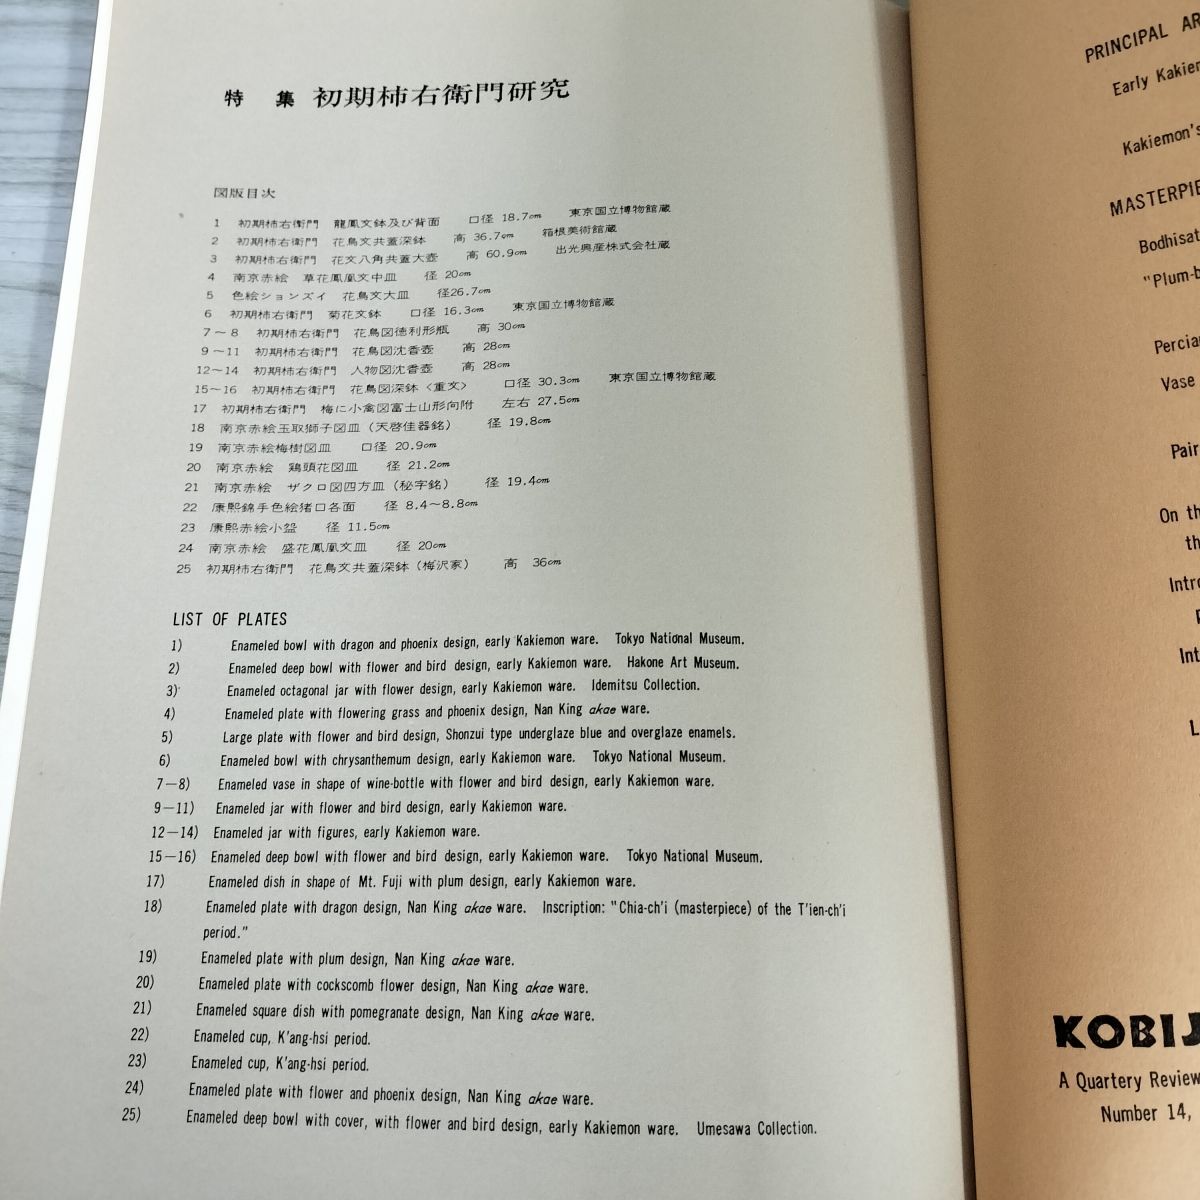 特 集 初期柿右衛門研究
図版目次
1 初期柿右衛門 龍鳳文鉢及び背面 口径 18.7cm 東京国立博物館蔵
2 初期柿右衛門 花鳥文共蓋深鉢 高 36.7cm 箱根美術館蔵
3 初期柿右衛門 花文八角共蓋大壺 高 60.9cm 出光興産株式会社蔵
4 南京赤絵 草花鳳凰文中皿 径 20cm
5 色絵ションズイ 花鳥文大皿 径26.7cm
6 初期柿右衛門 菊花文鉢 口径 16.3cm 東京国立博物館蔵
7～8 初期柿右衛門 花鳥図徳利形瓶 高 30cm
9～11 初期柿右衛門 花鳥図沈香壺 高 28cm
12～14 初期柿右衛門 人物図沈香壺 高 28cm
15～16 初期柿右衛門 花鳥図深鉢〈重文〉 口径 30.3cm 東京国立博物館蔵
17 初期柿右衛門 梅に小禽図富士山形向附 左右 27.5cm
18 南京赤絵玉取獅子図皿（天啓佳器銘） 径 19.8cm
19 南京赤絵梅樹図皿 口径 20.9cm
20 南京赤絵 鶏頭花図皿 径 21.2cm
21 南京赤絵 ザクロ図四方皿（秘字銘） 径 19.4cm
22 康熙錦手色絵猪口各面 径 8.4～8.8cm
23 康熙赤絵小盌 径 11.5cm
24 南京赤絵 盛花鳳凰文皿 径 20cm
25 初期柿右衛門 花鳥文共蓋深鉢（梅沢家） 高 36cm
LIST OF PLATES
1) Enameled bowl with dragon and phoenix design, early Kakiemon ware. Tokyo National Museum.
2) Enameled deep bowl with flower and bird design, early Kakiemon ware. Hakone Art Museum.
3) Enameled octagonal jar with flower design, early Kakiemon ware. Idemitsu Collection.
4) Enameled plate with flowering grass and phoenix design, Nan King akae ware.
5) Large plate with flower and bird design, Shonzui type underglaze blue and overglaze enamels.
6) Enameled bowl with chrysanthemum design, early Kakiemon ware. Tokyo National Museum.
7—8) Enameled vase in shape of wine-bottle with flower and bird design, early Kakiemon ware.
9—11) Enameled jar with flower and bird design, early Kakiemon ware.
12—14) Enameled jar with figures, early Kakiemon ware.
15—16) Enameled deep bowl with flower and bird design, early Kakiemon ware. Tokyo National Museum.
17) Enameled dish in shape of Mt. Fuji with plum design, early Kakiemon ware.
18) Enameled plate with dragon design, Nan King akae ware. Inscription: "Chia-ch'i (masterpiece) of the T'ien-ch'i
period."
19) Enameled plate with plum design, Nan King akae ware.
20) Enameled plate with cockscomb flower design, Nan King akae ware.
21) Enameled square dish with pomegranate design, Nan King akae ware.
22) Enameled cup, K'ang-hsi period.
23) Enameled cup, K'ang-hsi period.
24) Enameled plate with flower and phoenix design, Nan King akae ware.
25) Enameled deep bowl with cover, with flower and bird design, early Kakiemon ware. Umesawa Collection.
PRINCIPAL AR
Early Kakiem
Kakiemon's
MASTERPIE
Bodhisat
"Plum-b
Percia
Vase
Pair
On th
th
Intro
Int
L
KOBIJ
A Quartery Review
Number 14,